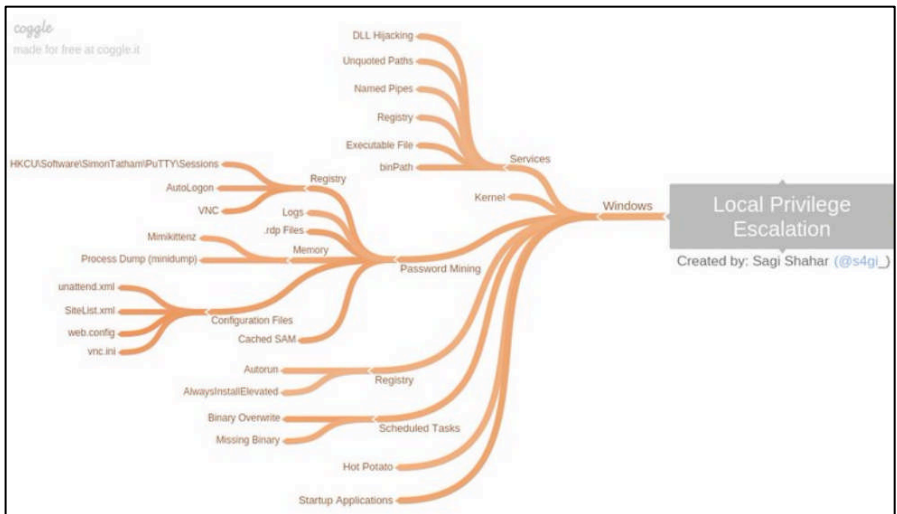 coggle
made for free at coggle.it
DLL Hijacking
Unquoted Paths
Named Pipes
Registry
Executable File
binPath
Services
Kernel
HKCU\Software\SimonTatham\PuTTY\Sessions
AutoLogon
VNC
Registry
Logs
.rdp Files
Mimikittenz
Process Dump (minidump)
Memory
unattend.xml
SiteList.xml
web.config
vnc.ini
Configuration Files
Cached SAM
Password Mining
Autorun
AlwaysInstallElevated
Registry
Binary Overwrite
Missing Binary
Scheduled Tasks
Hot Potato
Startup Applications
Windows
Local Privilege
Escalation
Created by: Sagi Shahar (@s4gi_)